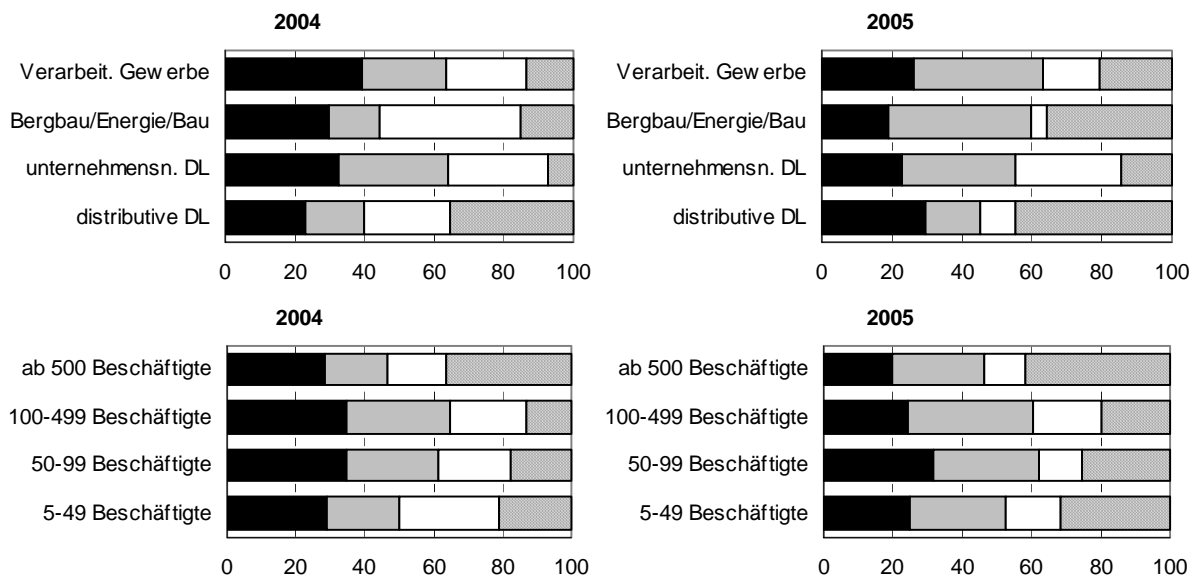 2004
Verarbeit. Gewerbe
Bergbau/Energie/Bau
unternehmensn. DL
distributive DL
0 20 40 60 80 100
2005
Verarbeit. Gewerbe
Bergbau/Energie/Bau
unternehmensn. DL
distributive DL
0 20 40 60 80 100
2004
ab 500 Beschäftigte
100-499 Beschäftigte
50-99 Beschäftigte
5-49 Beschäftigte
0 20 40 60 80 100
2005
ab 500 Beschäftigte
100-499 Beschäftigte
50-99 Beschäftigte
5-49 Beschäftigte
0 20 40 60 80 100